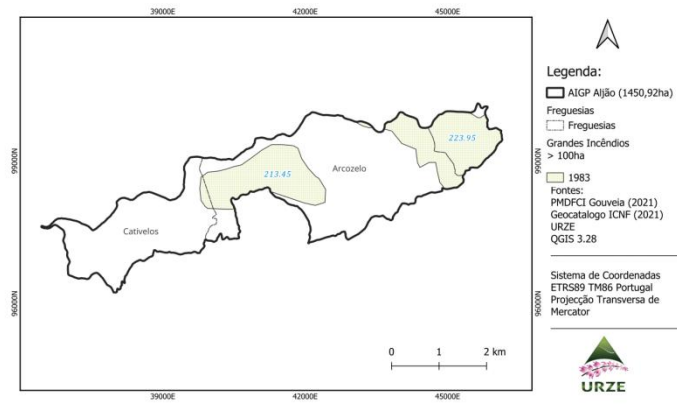 39000E
42000E
45000E
99000N
96000N
223.95
213.45
Arcozelo
Cativelos
0 1 2 km
39000E
42000E
45000E
99000N
96000N
Legenda:
AIGP Aljão (1450,92ha)
Freguesias
Freguesias
Grandes Incêndios
> 100ha
1983
Fontes:
PMDFCI Gouveia (2021)
Geocatalogo ICNF (2021)
URZE
QGIS 3.28
Sistema de Coordenadas
ETRS89 TM86 Portugal
Projecção Transversa de
Mercator
URZE